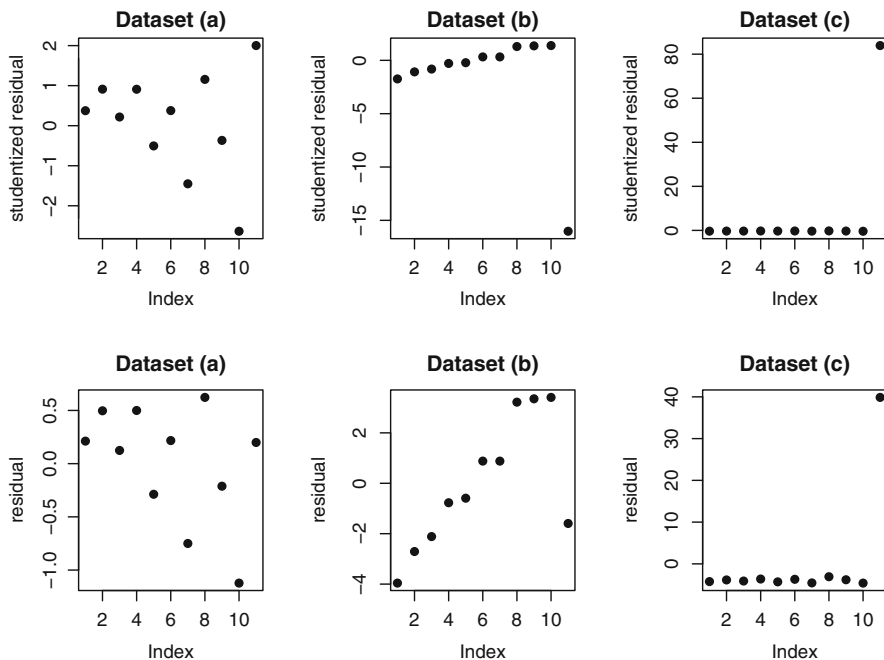 Dataset (a)
studentized residual
2
1
0
−1
−2
2 4 6 8 10
Index
Dataset (b)
studentized residual
0
−5
−10
−15
2 4 6 8 10
Index
Dataset (c)
studentized residual
80
60
40
20
0
2 4 6 8 10
Index
Dataset (a)
residual
0.5
0.0
−0.5
−1.0
2 4 6 8 10
Index
Dataset (b)
residual
2
0
−2
−4
2 4 6 8 10
Index
Dataset (c)
residual
40
30
20
10
0
2 4 6 8 10
Index